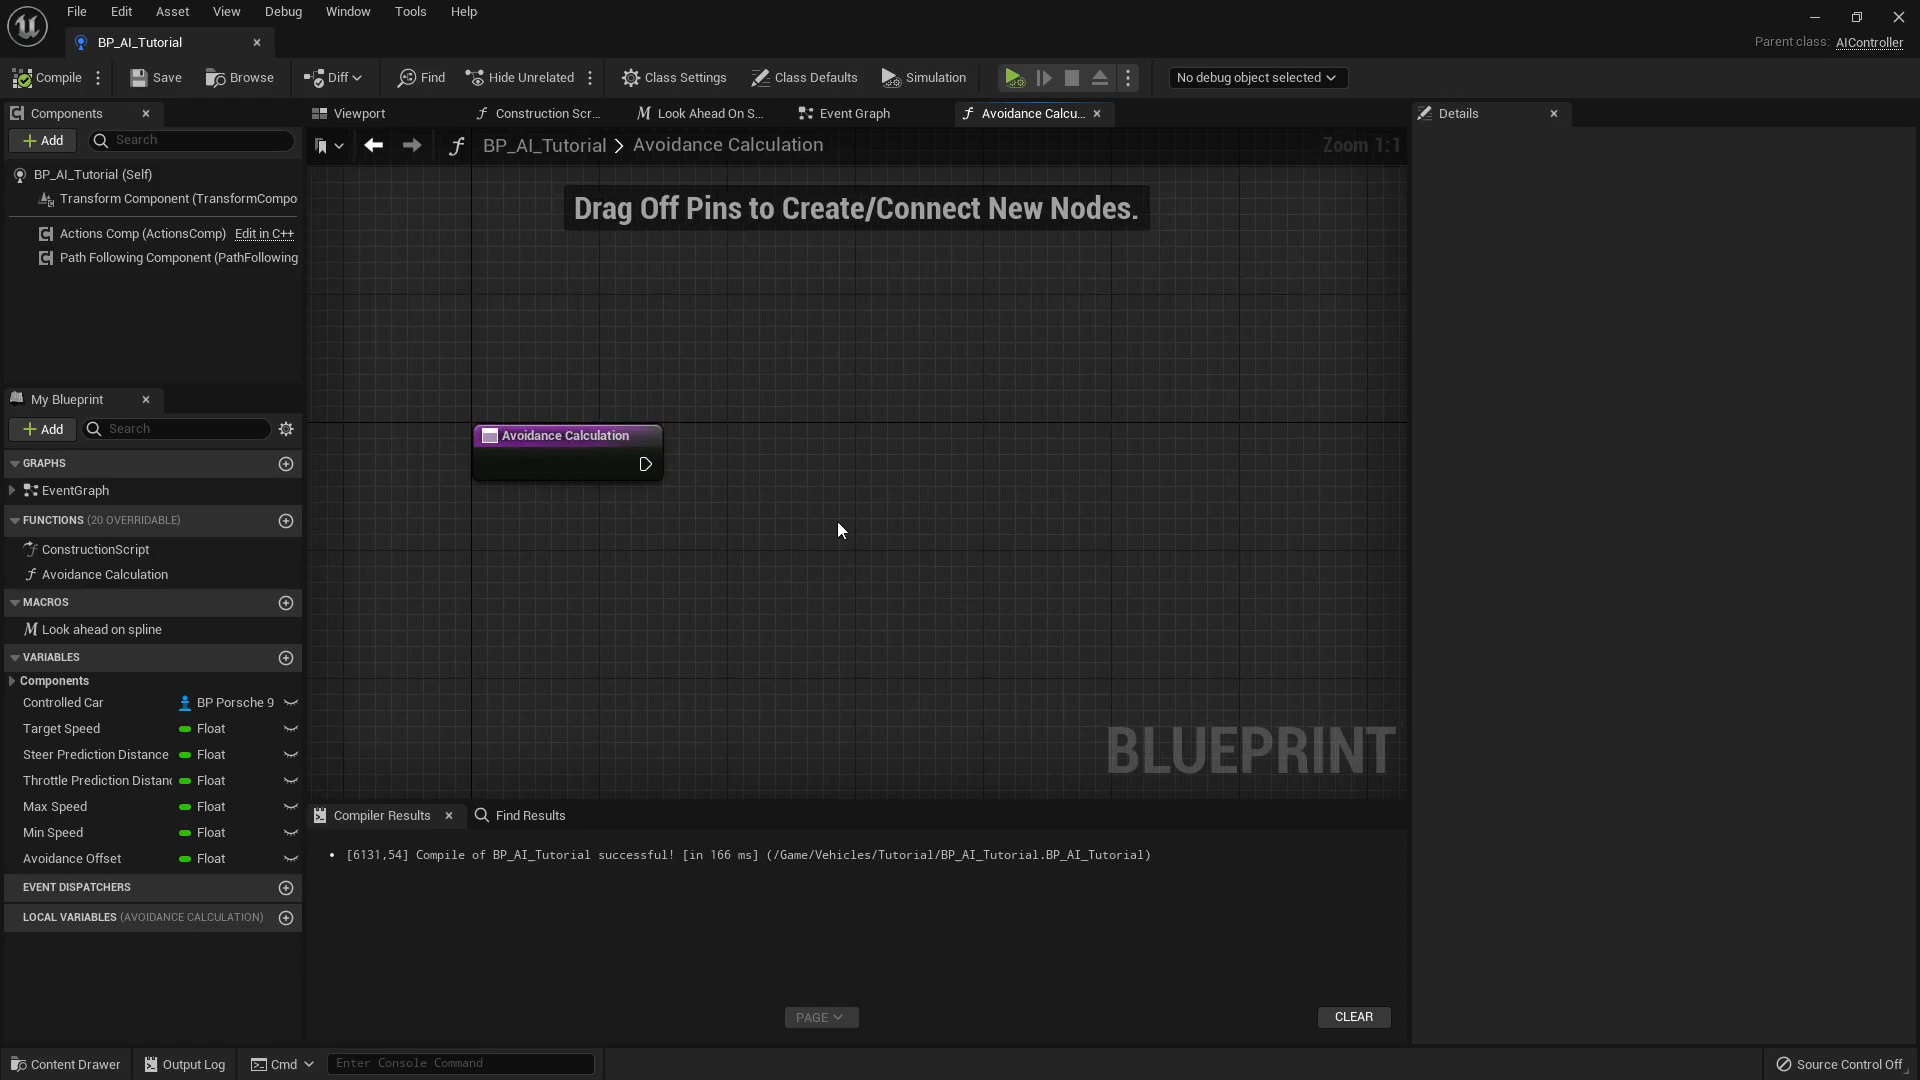 File Edit Asset View Debug Window Tools Help
BP_AI_Tutorial
Parent class: AIController
Compile Save Browse Diff Find Hide Unrelated Class Settings Class Defaults Simulation No debug object selected
Components
Add Search
BP_AI_Tutorial (Self)
Transform Component (TransformCompo
Actions Comp (ActionsComp) Edit in C++
Path Following Component (PathFollowing
My Blueprint
Add Search
GRAPHS
EventGraph
FUNCTIONS (20 OVERRIDABLE)
ConstructionScript
Avoidance Calculation
MACROS
Look ahead on spline
VARIABLES
Components
Controlled Car BP Porsche 9
Target Speed Float
Steer Prediction Distance Float
Throttle Prediction Distanc Float
Max Speed Float
Min Speed Float
Avoidance Offset Float
EVENT DISPATCHERS
LOCAL VARIABLES (AVOIDANCE CALCULATION)
Viewport Construction Scr... Look Ahead On S... Event Graph Avoidance Calcu...
BP_AI_Tutorial > Avoidance Calculation Zoom 1:1
Drag Off Pins to Create/Connect New Nodes.
Avoidance Calculation
BLUEPRINT
Compiler Results Find Results
• [6131,54] Compile of BP_AI_Tutorial successful! [in 166 ms] (/Game/Vehicles/Tutorial/BP_AI_Tutorial.BP_AI_Tutorial)
PAGE CLEAR
Details
Content Drawer Output Log Cmd Enter Console Command Source Control Off